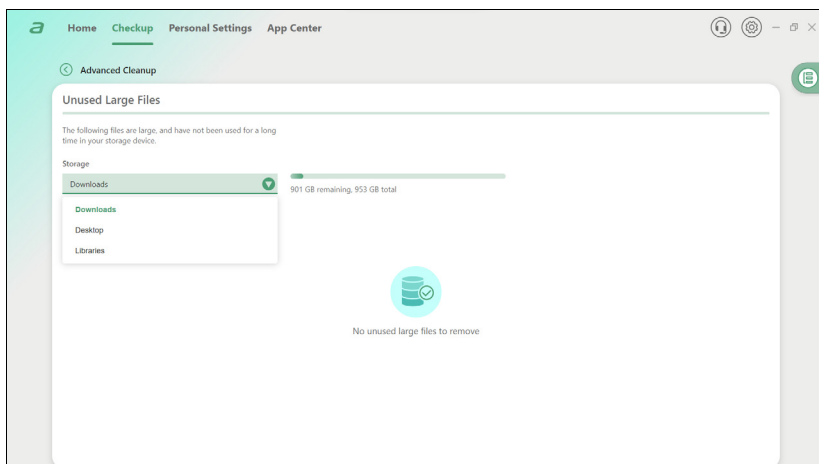 a
Home Checkup Personal Settings App Center
Advanced Cleanup
Unused Large Files
The following files are large, and have not been used for a long
time in your storage device.
Storage
Downloads
901 GB remaining, 953 GB total
Downloads
Desktop
Libraries
No unused large files to remove